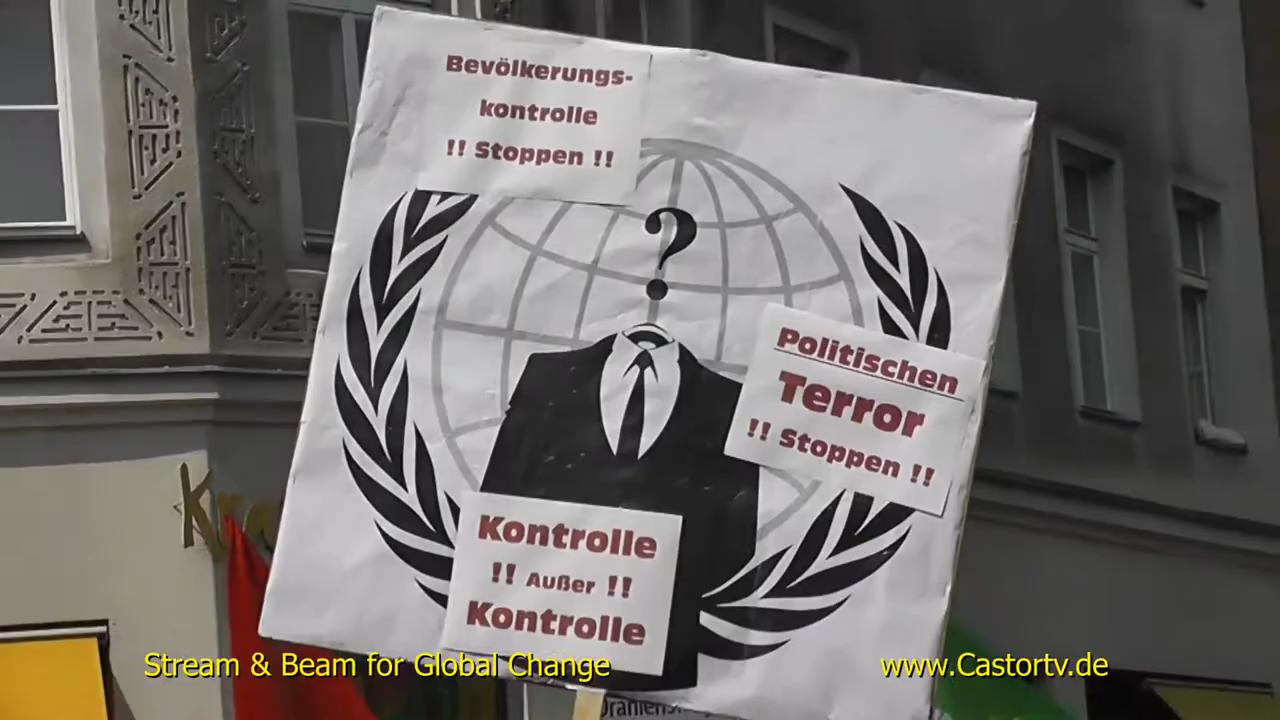 Bevölkerungs-
kontrolle
!! Stoppen !!
?
Politischen
Terror
!! Stoppen !!
Kontrolle
!! Außer !!
Kontrolle
Stream & Beam for Global Change
www.Castortv.de